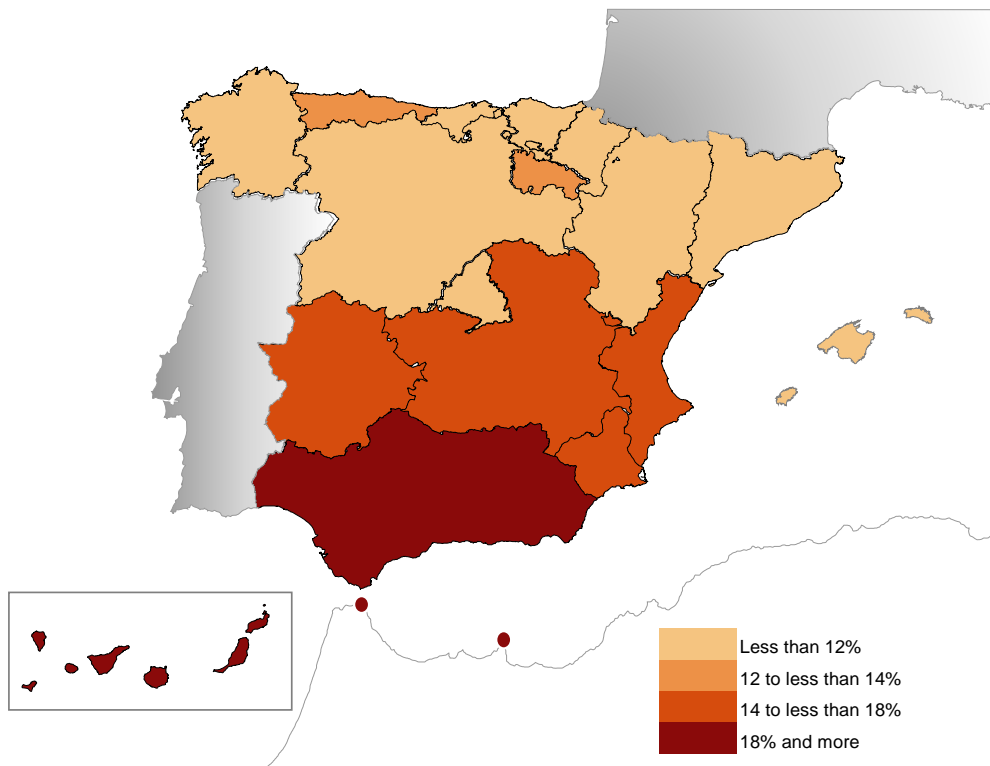 Less than 12%
12 to less than 14%
14 to less than 18%
18% and more